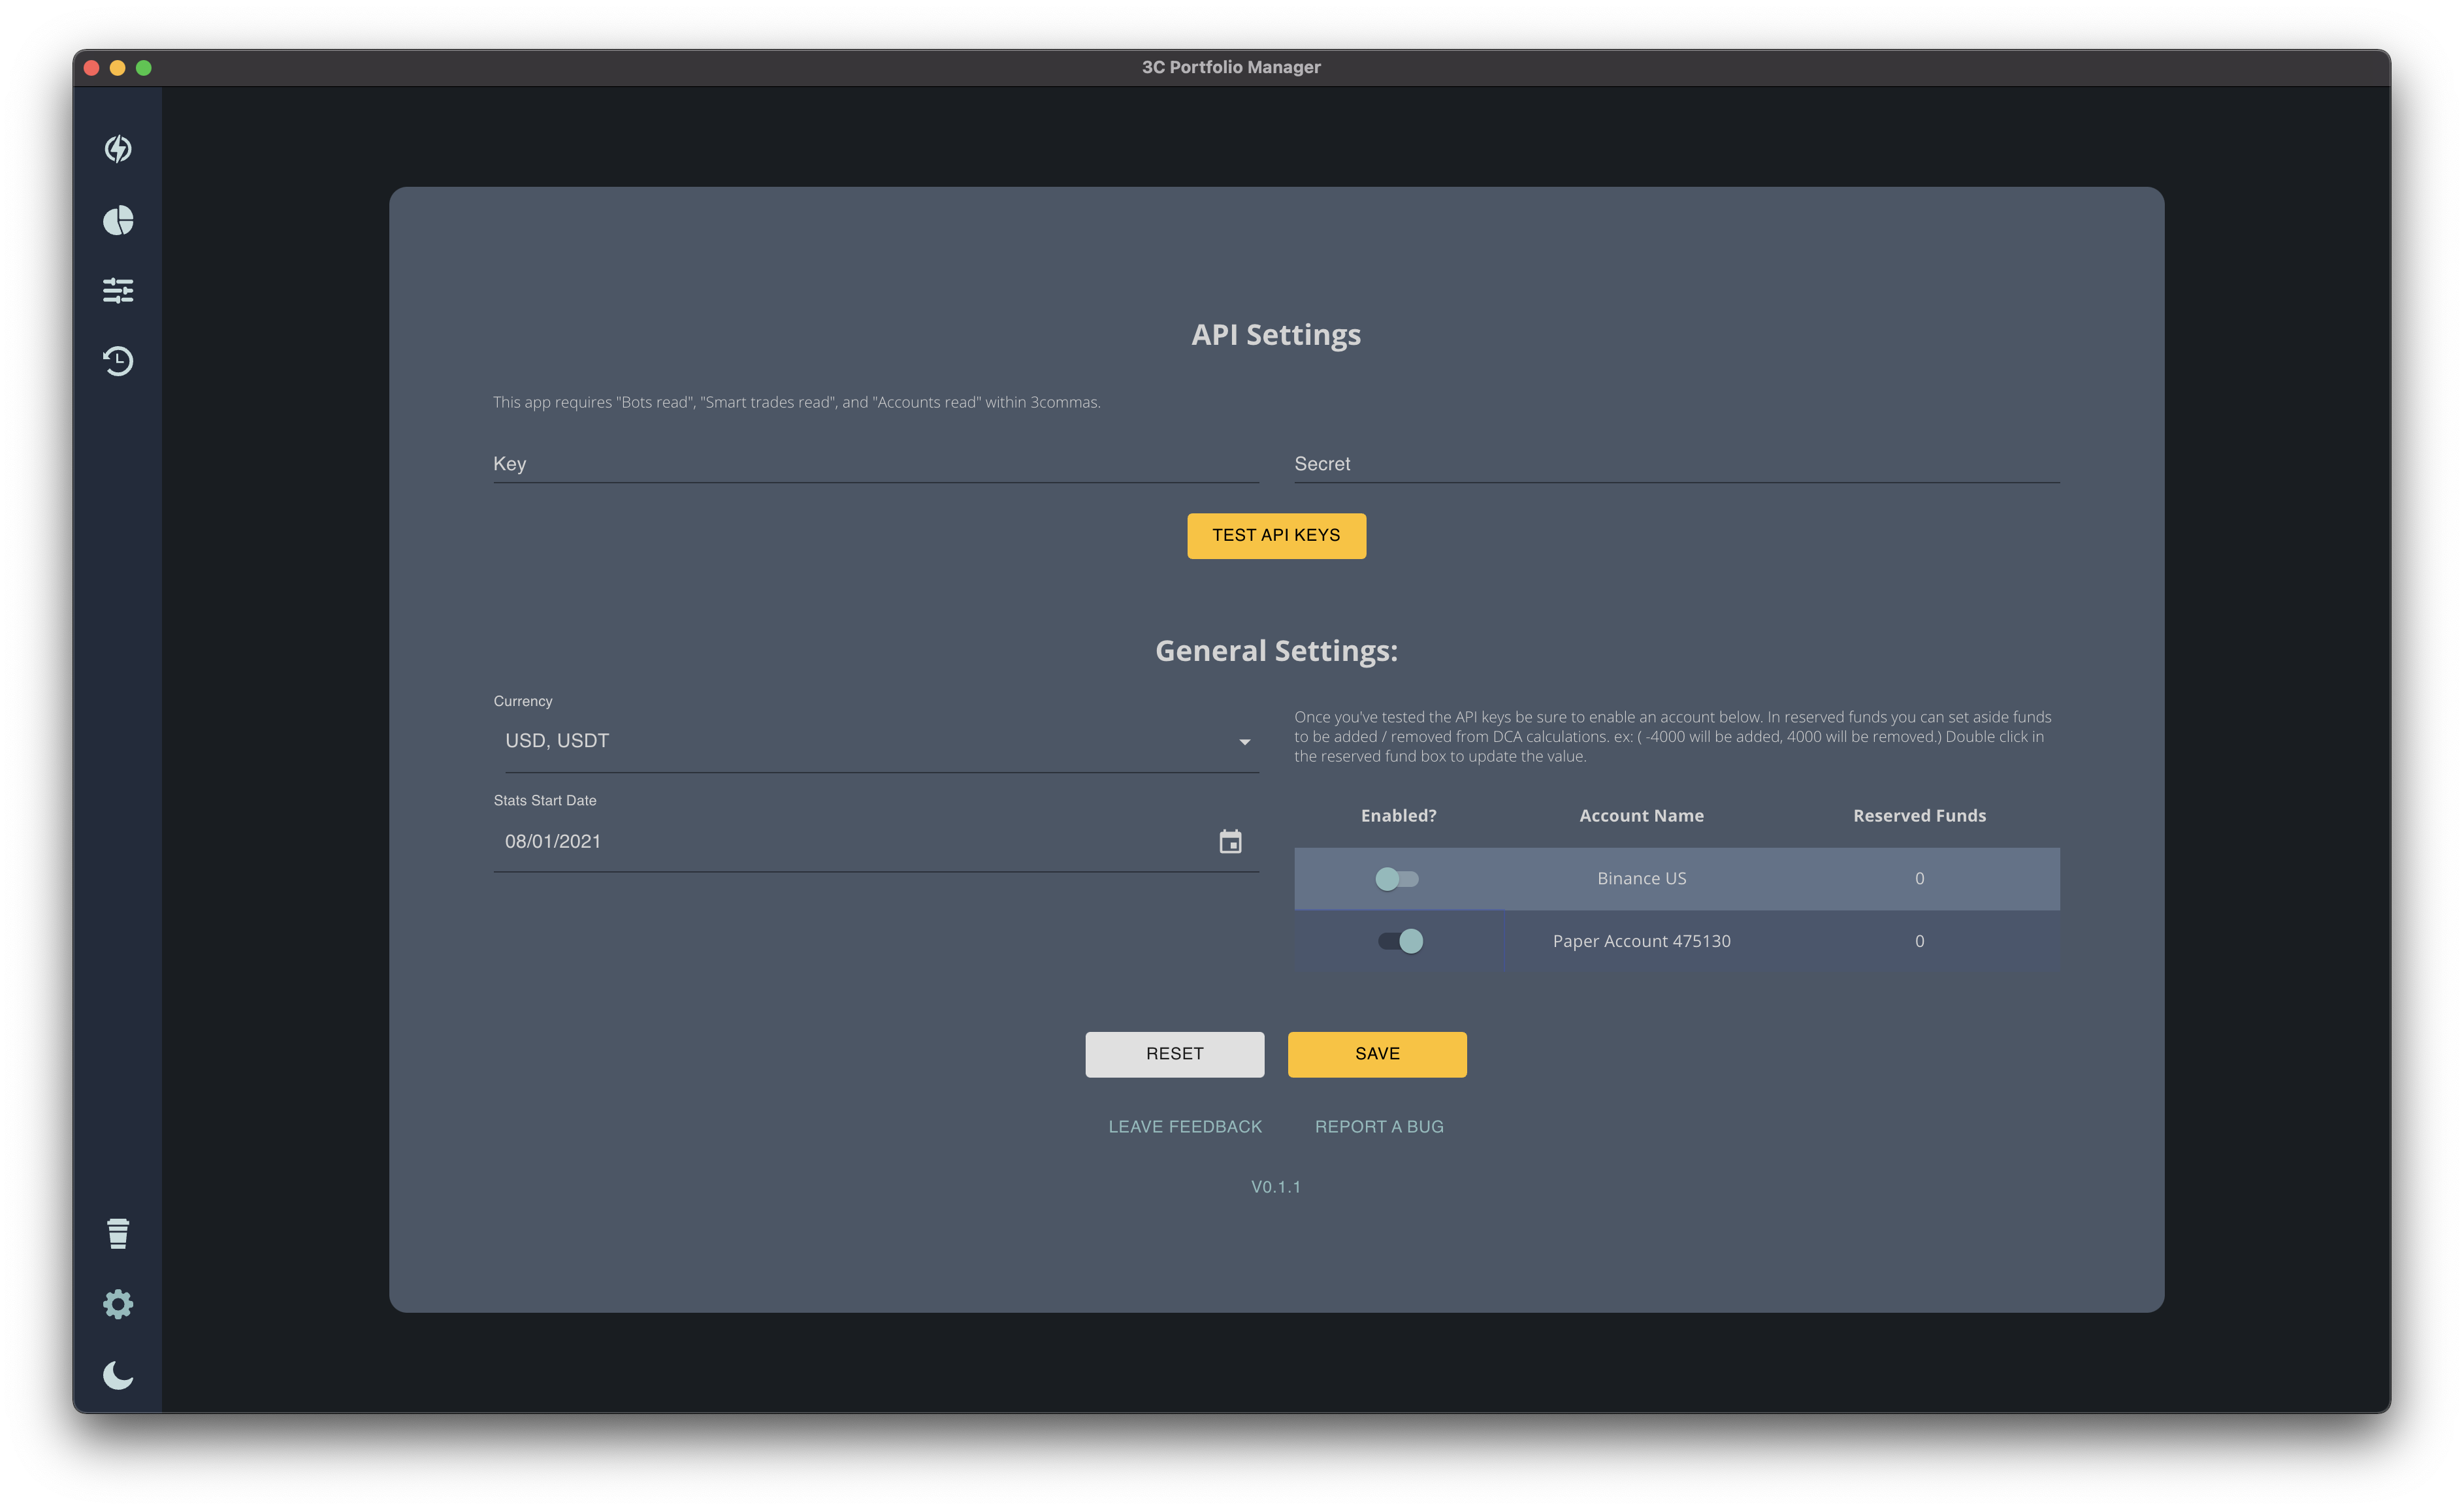 3C Portfolio Manager
API Settings
This app requires "Bots read", "Smart trades read", and "Accounts read" within 3commas.
Key
Secret
TEST API KEYS
General Settings:
Currency
USD, USDT
Stats Start Date
08/01/2021
Once you've tested the API keys be sure to enable an account below. In reserved funds you can set aside funds
to be added / removed from DCA calculations. ex: ( -4000 will be added, 4000 will be removed.) Double click in
the reserved fund box to update the value.
Enabled? Account Name Reserved Funds
Binance US 0
Paper Account 475130 0
RESET
SAVE
LEAVE FEEDBACK
REPORT A BUG
V0.1.1